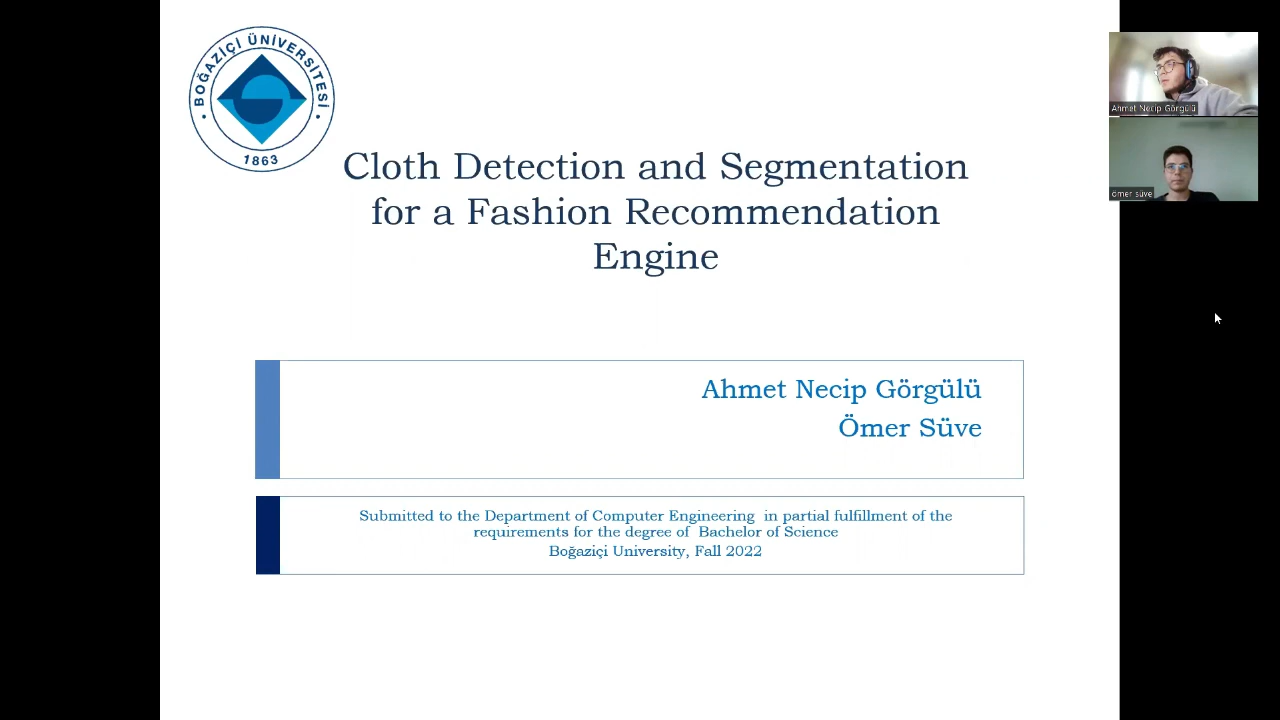 BOĞAZİÇİ ÜNİVERSİTESİ
1863
Cloth Detection and Segmentation
for a Fashion Recommendation
Engine
Ahmet Necip Görgülü
Ömer Süve
Submitted to the Department of Computer Engineering in partial fulfillment of the
requirements for the degree of Bachelor of Science
Boğaziçi University, Fall 2022
Ahmet Necip Görgülü
ömer süve